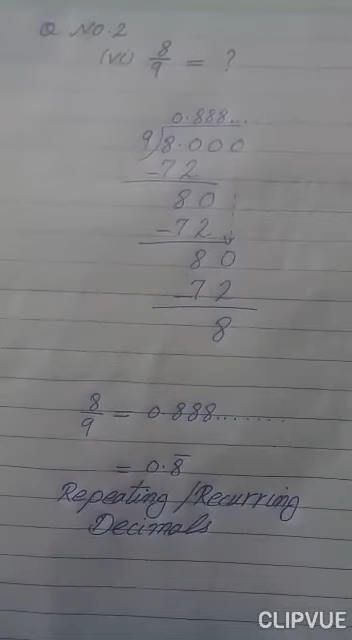 Q No.2
(vi) 8/9 = ?
0.888...
9)8.000
-72
80
-72
80
-72
8
8/9 = 0.888.......
= 0.8̅
Repeating /Recurring
Decimals
CLIPVUE